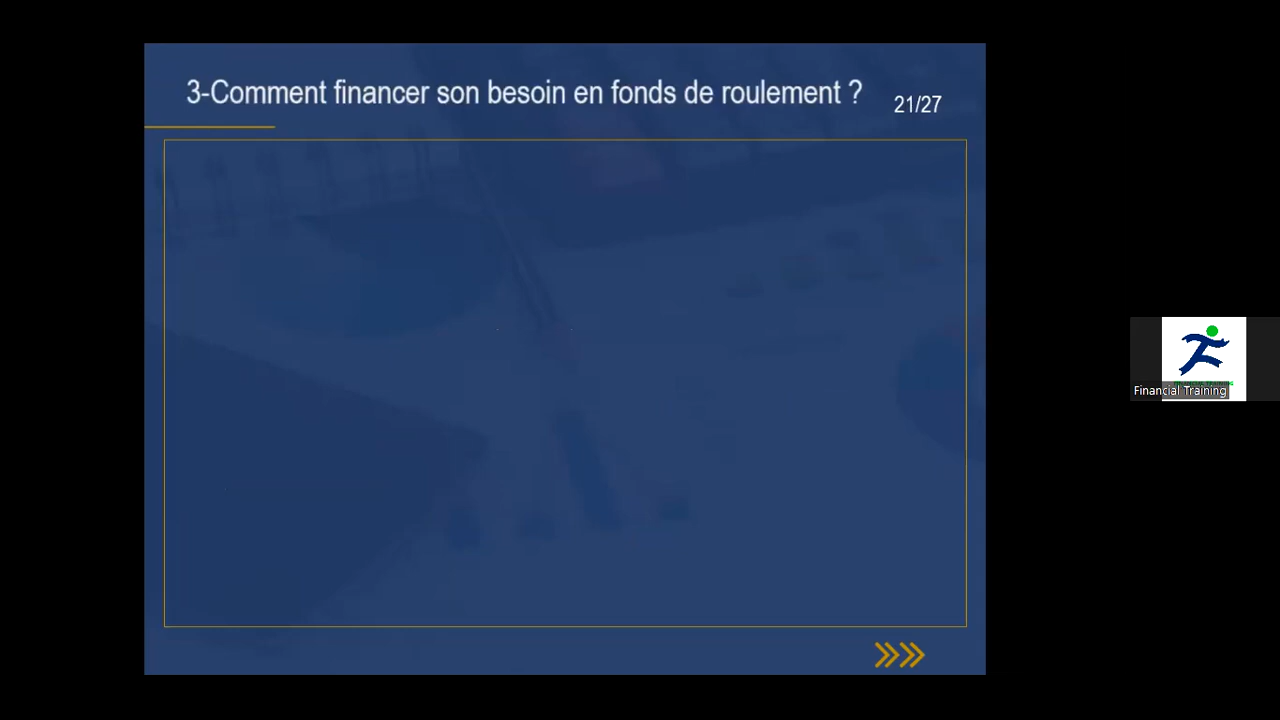 3-Comment financer son besoin en fonds de roulement ?
21/27
Financial Training